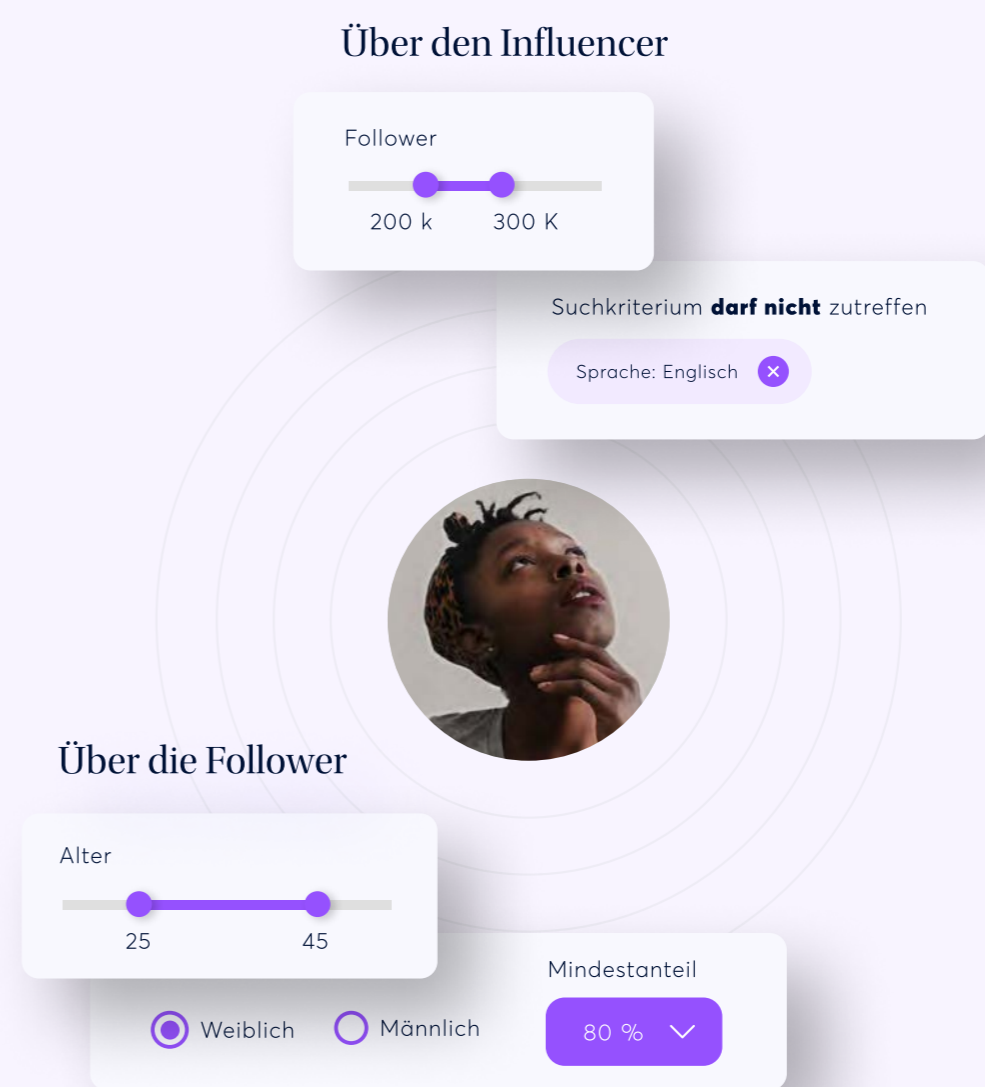 Über den Influencer
Follower
200 k 300 K
Suchkriterium darf nicht zutreffen
Sprache: Englisch
Über die Follower
Alter
25 45
Mindestanteil
Weiblich Männlich 80 %